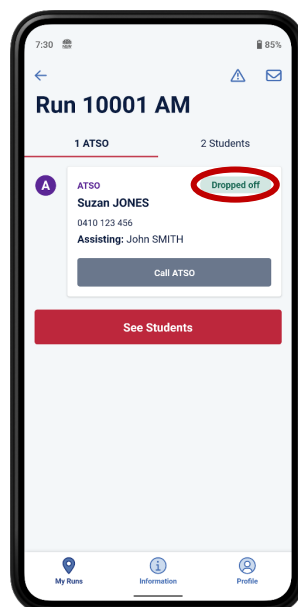 7:30 85%
Run 10001 AM
1 ATSO 2 Students
A ATSO Dropped off
Suzan JONES
0410 123 456
Assisting: John SMITH
Call ATSO
See Students
My Runs Information Profile